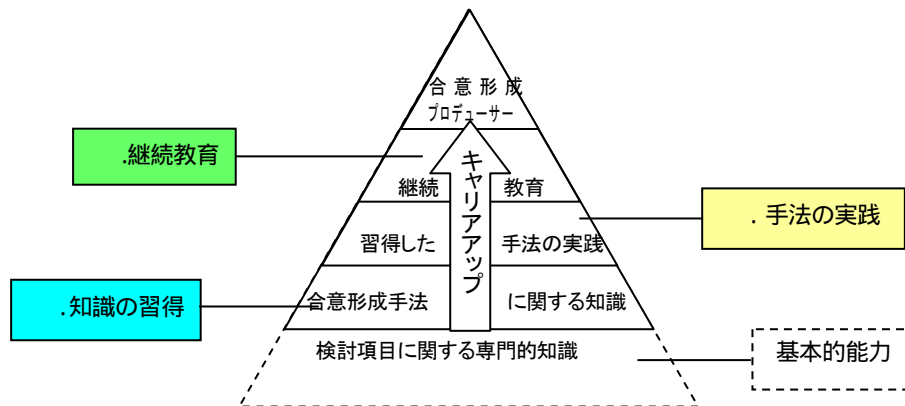 合意形成
プロデューサー
.継続教育
キャリアアップ
継続 教育
.手法の実践
習得した 手法の実践
.知識の習得
合意形成手法 に関する知識
検討項目に関する専門的知識
基本的能力